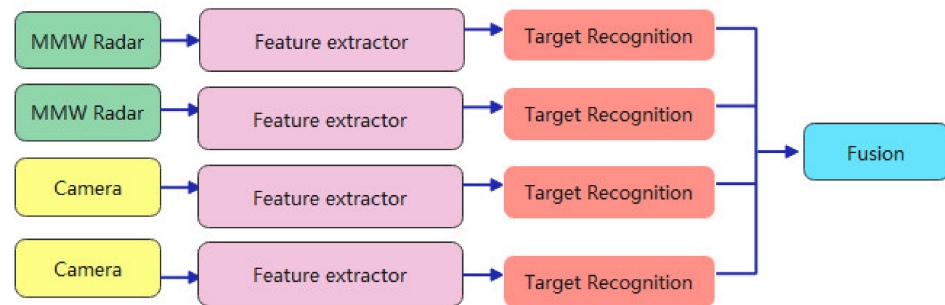 MMW Radar
Feature extractor
Target Recognition
MMW Radar
Feature extractor
Target Recognition
Fusion
Camera
Feature extractor
Target Recognition
Camera
Feature extractor
Target Recognition